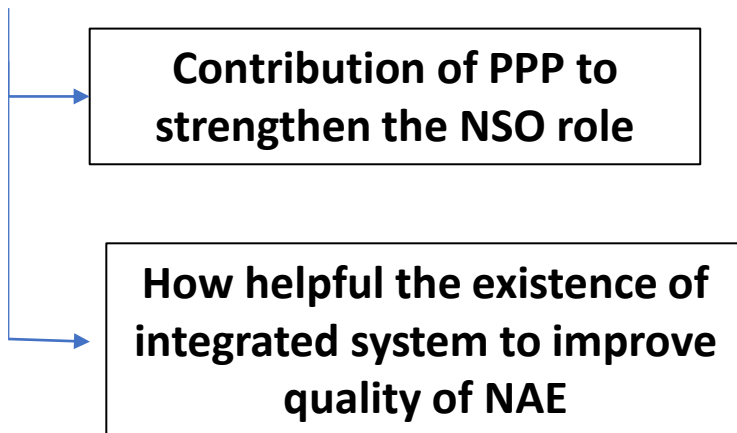 Contribution of PPP to
strengthen the NSO role
How helpful the existence of
integrated system to improve
quality of NAE